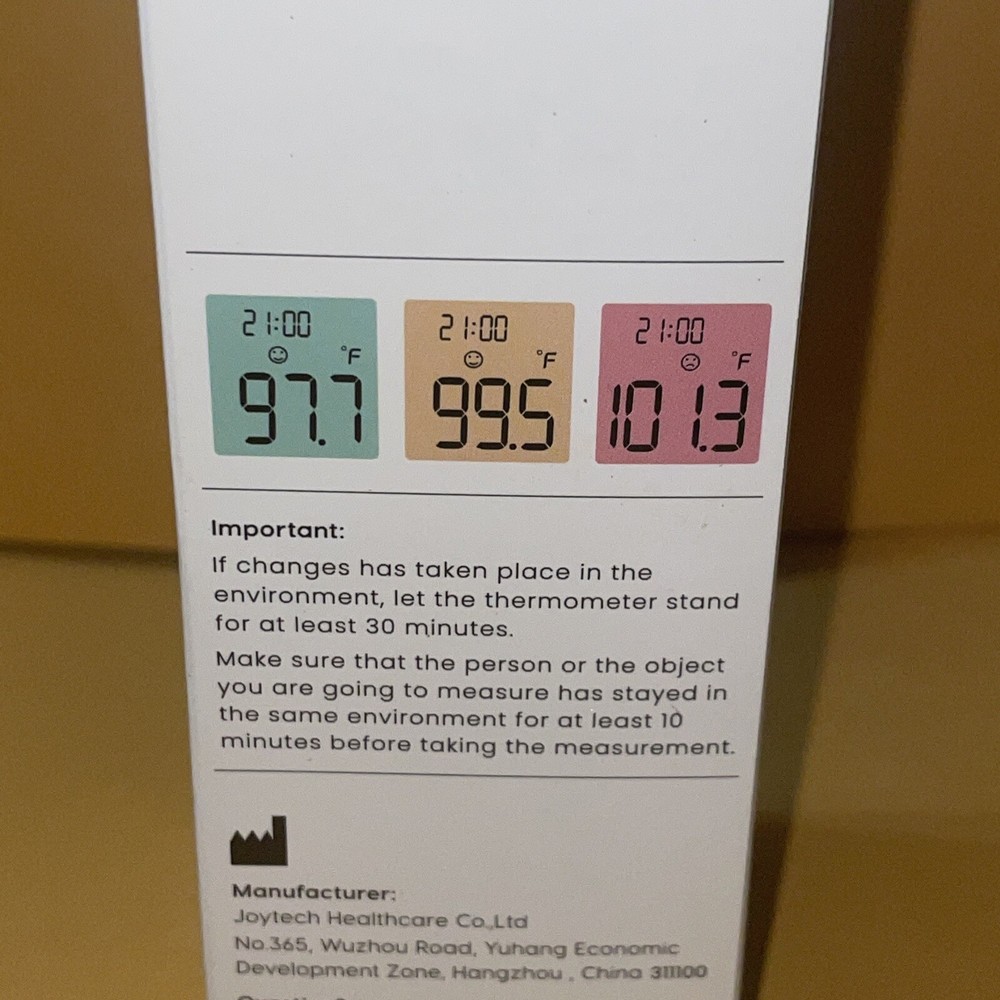 21:00 21:00 21:00
°F °F °F
97.7 99.5 101.3
Important:
If changes has taken place in the
environment, let the thermometer stand
for at least 30 minutes.
Make sure that the person or the object
you are going to measure has stayed in
the same environment for at least 10
minutes before taking the measurement.
Manufacturer:
Joytech Healthcare Co.,Ltd
No.365, Wuzhou Road, Yuhang Economic
Development Zone, Hangzhou , China 311100